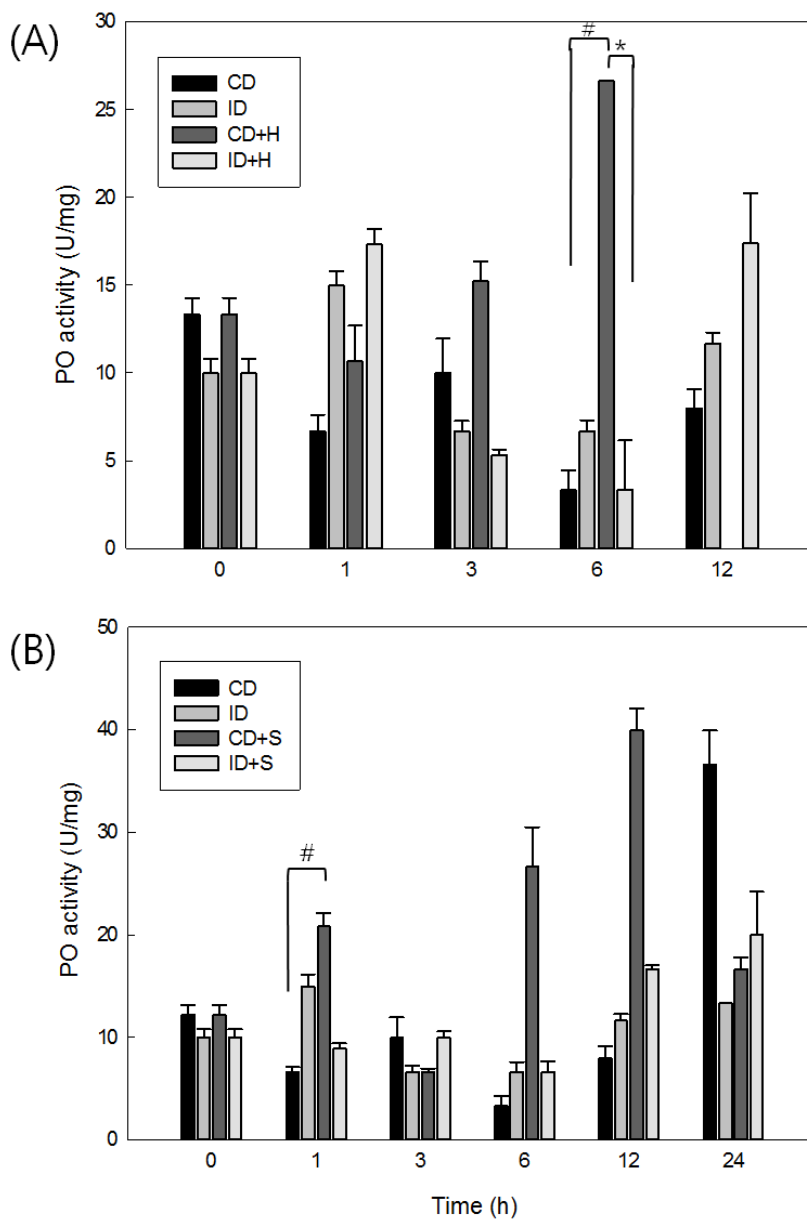 (A)
30
25
20
15
10
5
0
PO activity (U/mg)
CD
ID
CD+H
ID+H
#
*
0 1 3 6 12
(B)
50
40
30
20
10
0
PO activity (U/mg)
CD
ID
CD+S
ID+S
#
0 1 3 6 12 24
Time (h)